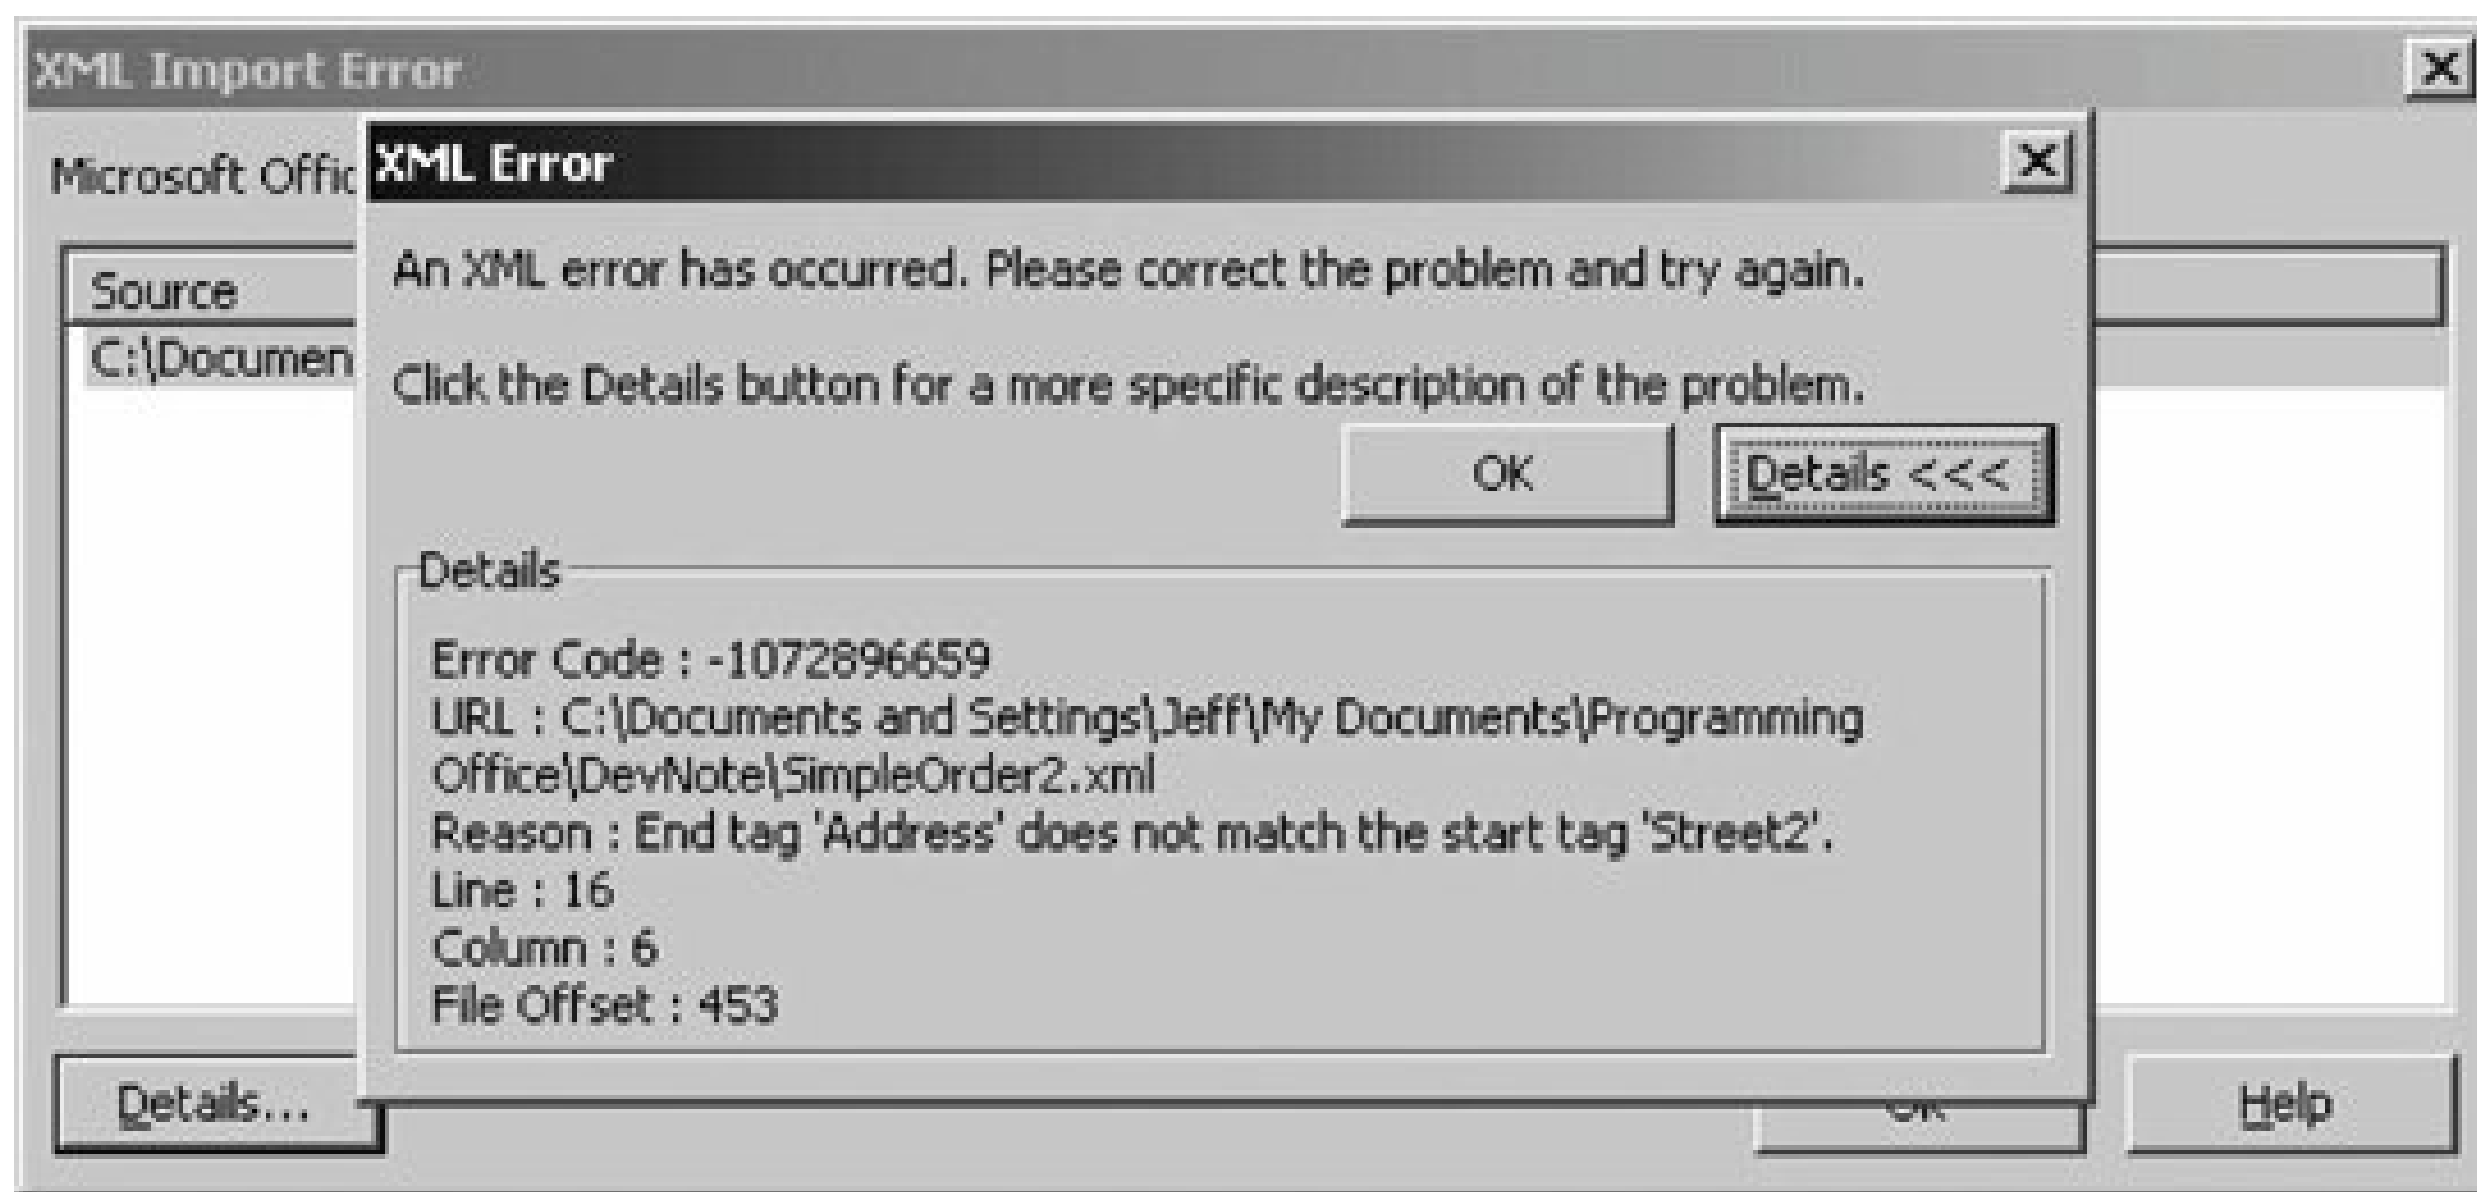 XML Import Error
Microsoft Offic
XML Error
An XML error has occurred. Please correct the problem and try again.
Source
C:\Documen
Click the Details button for a more specific description of the problem.
OK
Details <<<
Details
Error Code : -1072896659
URL : C:\Documents and Settings\Jeff\My Documents\Programming
Office\DevNote\SimpleOrder2.xml
Reason : End tag 'Address' does not match the start tag 'Street2'.
Line : 16
Column : 6
File Offset : 453
Details...
OK
Help